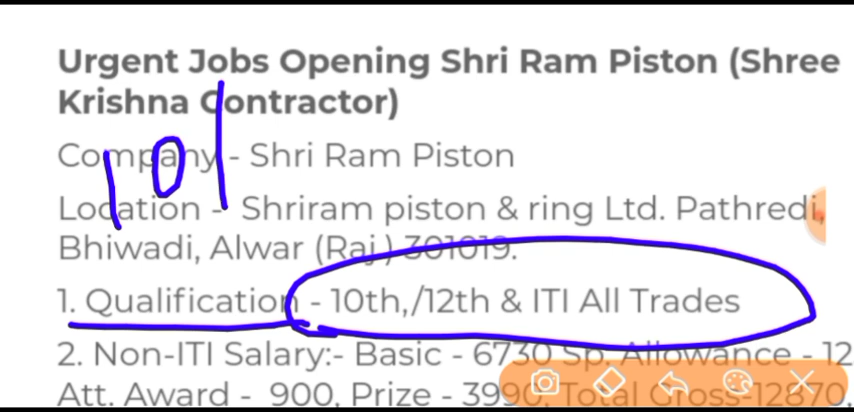 Urgent Jobs Opening Shri Ram Piston (Shree
Krishna Contractor)
101
Company - Shri Ram Piston
Location - Shriram piston & ring Ltd. Pathredi,
Bhiwadi, Alwar (Raj.) 301019.
1. Qualification - 10th,/12th & ITI All Trades
2. Non-ITI Salary:- Basic - 6730 Sp. Allowance - 12
Att. Award - 900, Prize - 3990, Total Gross-12870,